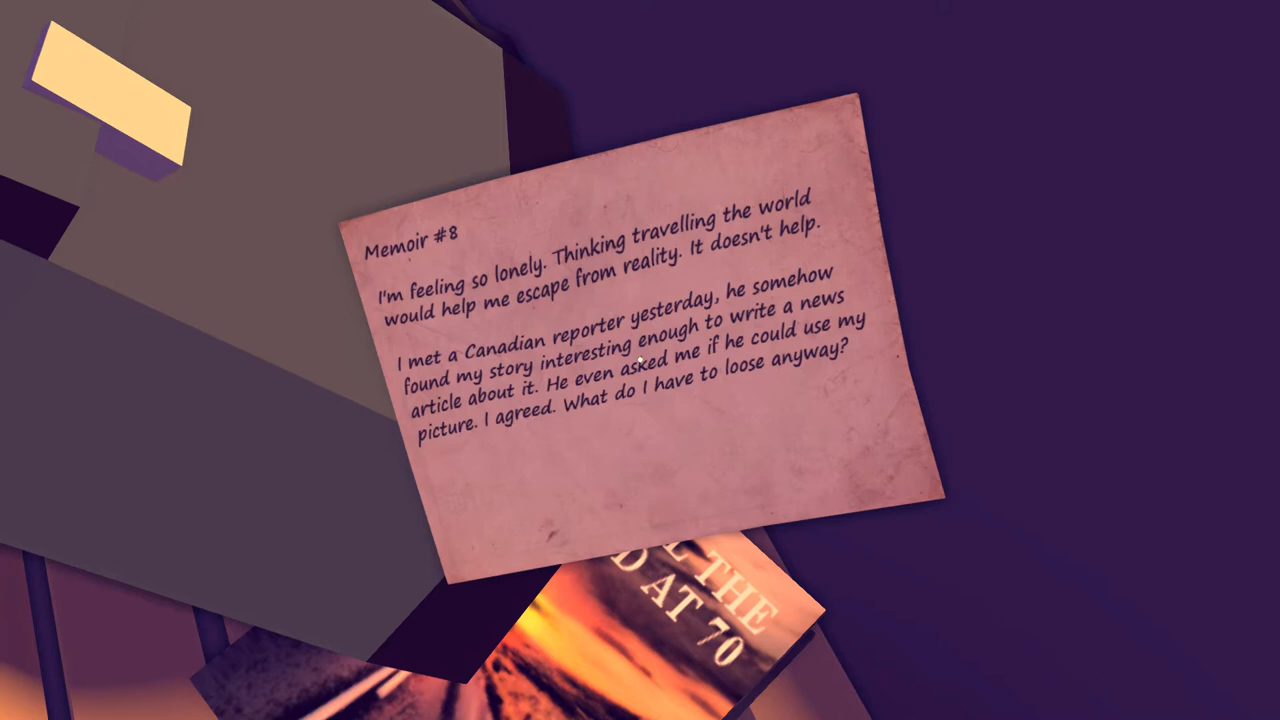 Memoir #8
I'm feeling so lonely. Thinking travelling the world
would help me escape from reality. It doesn't help.
I met a Canadian reporter yesterday, he somehow
found my story interesting enough to write a news
article about it. He even asked me if he could use my
picture. I agreed. What do I have to loose anyway?
THE
D AT 70